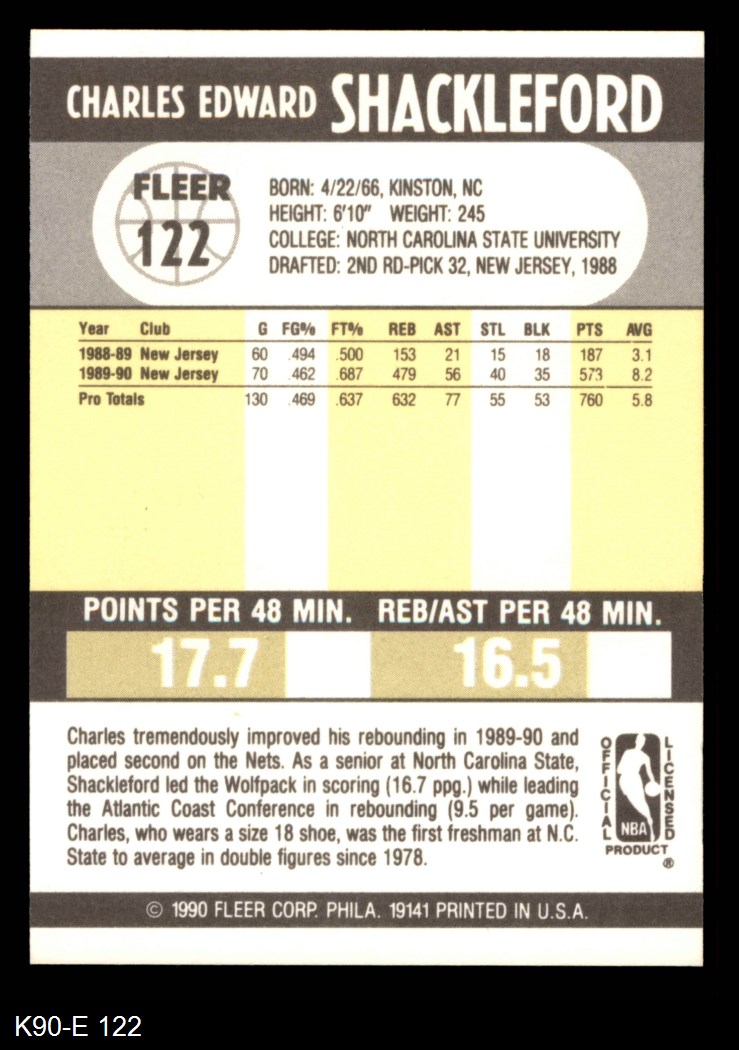 CHARLES EDWARD SHACKLEFORD
FLEER
122
BORN: 4/22/66, KINSTON, NC
HEIGHT: 6'10" WEIGHT: 245
COLLEGE: NORTH CAROLINA STATE UNIVERSITY
DRAFTED: 2ND RD-PICK 32, NEW JERSEY, 1988
Year Club G FG% FT% REB AST STL BLK PTS AVG
1988-89 New Jersey 60 .494 .500 153 21 15 18 187 3.1
1989-90 New Jersey 70 .462 .687 479 56 40 35 573 8.2
Pro Totals 130 .469 .637 632 77 55 53 760 5.8
POINTS PER 48 MIN. REB/AST PER 48 MIN.
17.7 16.5
Charles tremendously improved his rebounding in 1989-90 and
placed second on the Nets. As a senior at North Carolina State,
Shackleford led the Wolfpack in scoring (16.7 ppg.) while leading
the Atlantic Coast Conference in rebounding (9.5 per game).
Charles, who wears a size 18 shoe, was the first freshman at N.C.
State to average in double figures since 1978.
OFFICIAL
LICENSED
NBA
PRODUCT
®
© 1990 FLEER CORP. PHILA. 19141 PRINTED IN U.S.A.
K90-E 122